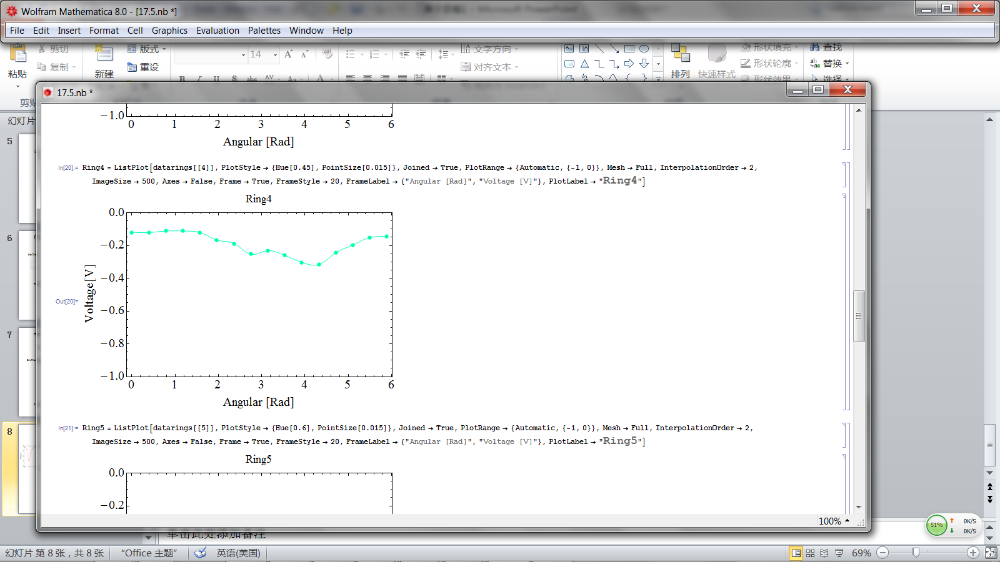 Wolfram Mathematica 8.0 - [17.5.nb *]
File Edit Insert Format Cell Graphics Evaluation Palettes Window Help
剪切
复制
粘贴
新建
版式
重设
14
文字方向
对齐文本
排列
快速样式
形状填充
形状轮廓
形状效果
查找
替换
选择
17.5.nb *
幻灯片
5
6
7
8
−1.0
0 1 2 3 4 5 6
Angular [Rad]
In[20]:= Ring4 = ListPlot[datarings[[4]], PlotStyle → {Hue[0.45], PointSize[0.015]}, Joined → True, PlotRange → {Automatic, {-1, 0}}, Mesh → Full, InterpolationOrder → 2,
ImageSize → 500, Axes → False, Frame → True, FrameStyle → 20, FrameLabel → {"Angular [Rad]", "Voltage [V]"}, PlotLabel → "Ring4"]
Ring4
0.0
−0.2
−0.4
−0.6
−0.8
−1.0
Voltage[V]
Out[20]=
0 1 2 3 4 5 6
Angular [Rad]
In[21]:= Ring5 = ListPlot[datarings[[5]], PlotStyle → {Hue[0.6], PointSize[0.015]}, Joined → True, PlotRange → {Automatic, {-1, 0}}, Mesh → Full, InterpolationOrder → 2,
ImageSize → 500, Axes → False, Frame → True, FrameStyle → 20, FrameLabel → {"Angular [Rad]", "Voltage [V]"}, PlotLabel → "Ring5"]
Ring5
0.0
−0.2
100%
51%
0K/S
0K/S
单击此处添加备注
幻灯片 第 8 张，共 8 张 "Office 主题" 英语(美国) 69%